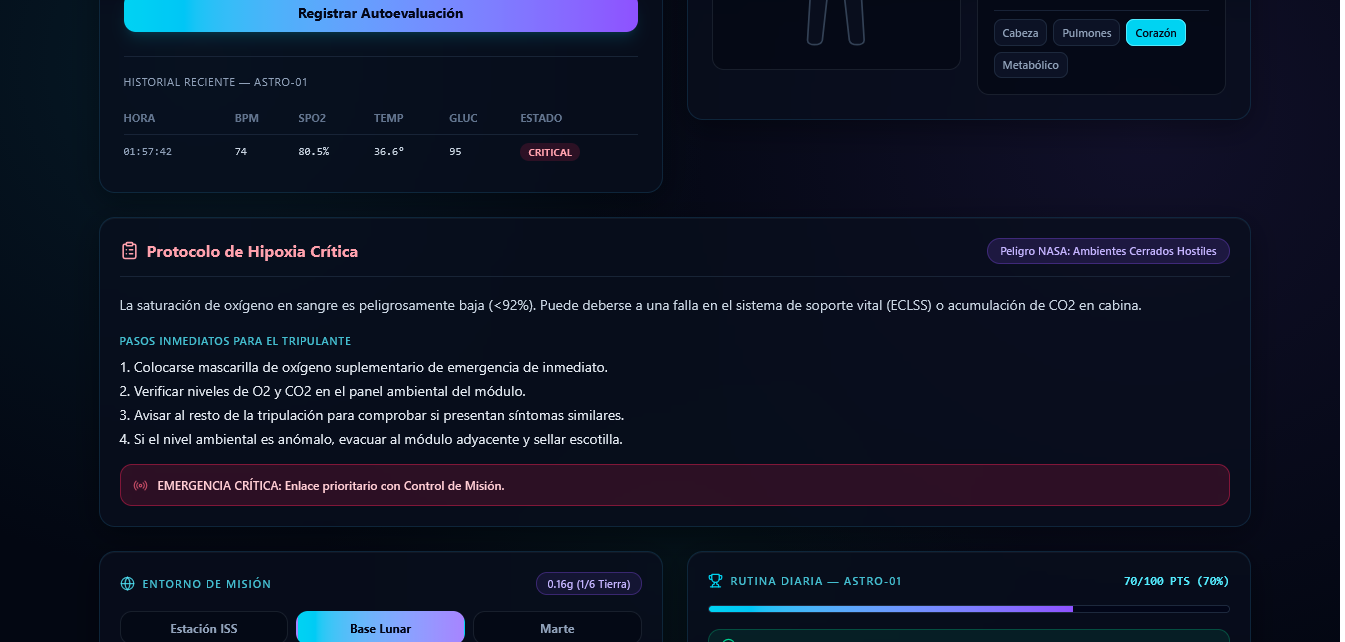 Registrar Autoevaluación
HISTORIAL RECIENTE — ASTRO-01
HORA BPM SPO2 TEMP GLUC ESTADO
01:57:42 74 80.5% 36.6° 95 CRITICAL
Cabeza Pulmones Corazón
Metabólico
Protocolo de Hipoxia Crítica
Peligro NASA: Ambientes Cerrados Hostiles
La saturación de oxígeno en sangre es peligrosamente baja (<92%). Puede deberse a una falla en el sistema de soporte vital (ECLSS) o acumulación de CO2 en cabina.
PASOS INMEDIATOS PARA EL TRIPULANTE
1. Colocarse mascarilla de oxígeno suplementario de emergencia de inmediato.
2. Verificar niveles de O2 y CO2 en el panel ambiental del módulo.
3. Avisar al resto de la tripulación para comprobar si presentan síntomas similares.
4. Si el nivel ambiental es anómalo, evacuar al módulo adyacente y sellar escotilla.
EMERGENCIA CRÍTICA: Enlace prioritario con Control de Misión.
ENTORNO DE MISIÓN
0.16g (1/6 Tierra)
Estación ISS Base Lunar Marte
RUTINA DIARIA — ASTRO-01
70/100 PTS (70%)